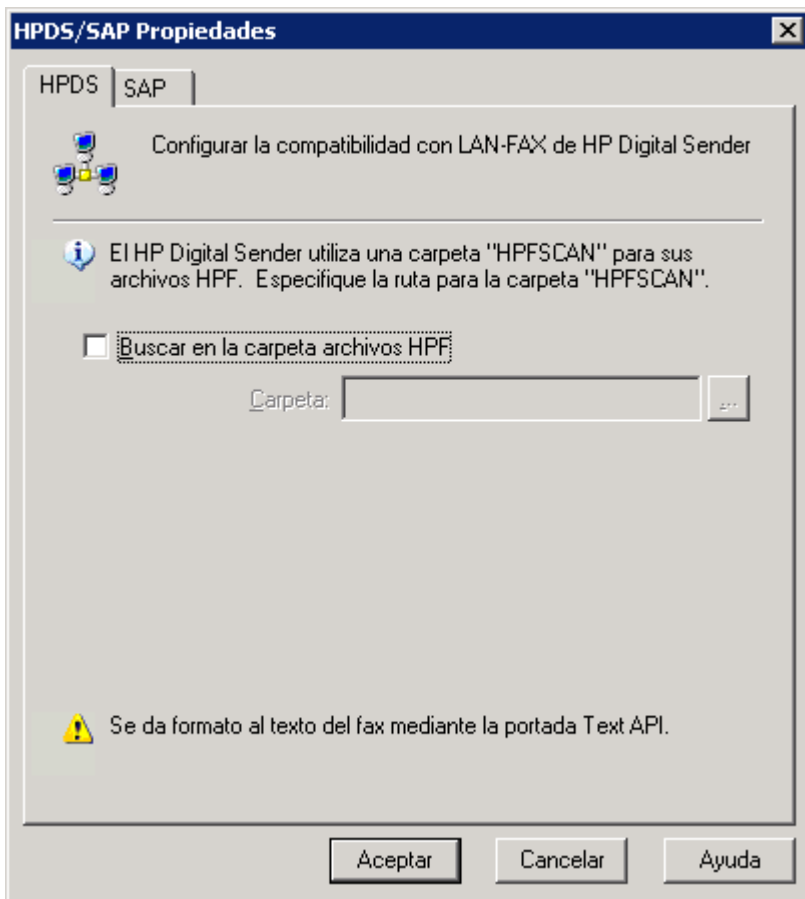 HPDS/SAP Propiedades
HPDS
SAP
Configurar la compatibilidad con LAN-FAX de HP Digital Sender
El HP Digital Sender utiliza una carpeta "HPFSCAN" para sus
archivos HPF.  Especifique la ruta para la carpeta "HPFSCAN".
Buscar en la carpeta archivos HPF
Carpeta:
...
Se da formato al texto del fax mediante la portada Text API.
Aceptar
Cancelar
Ayuda